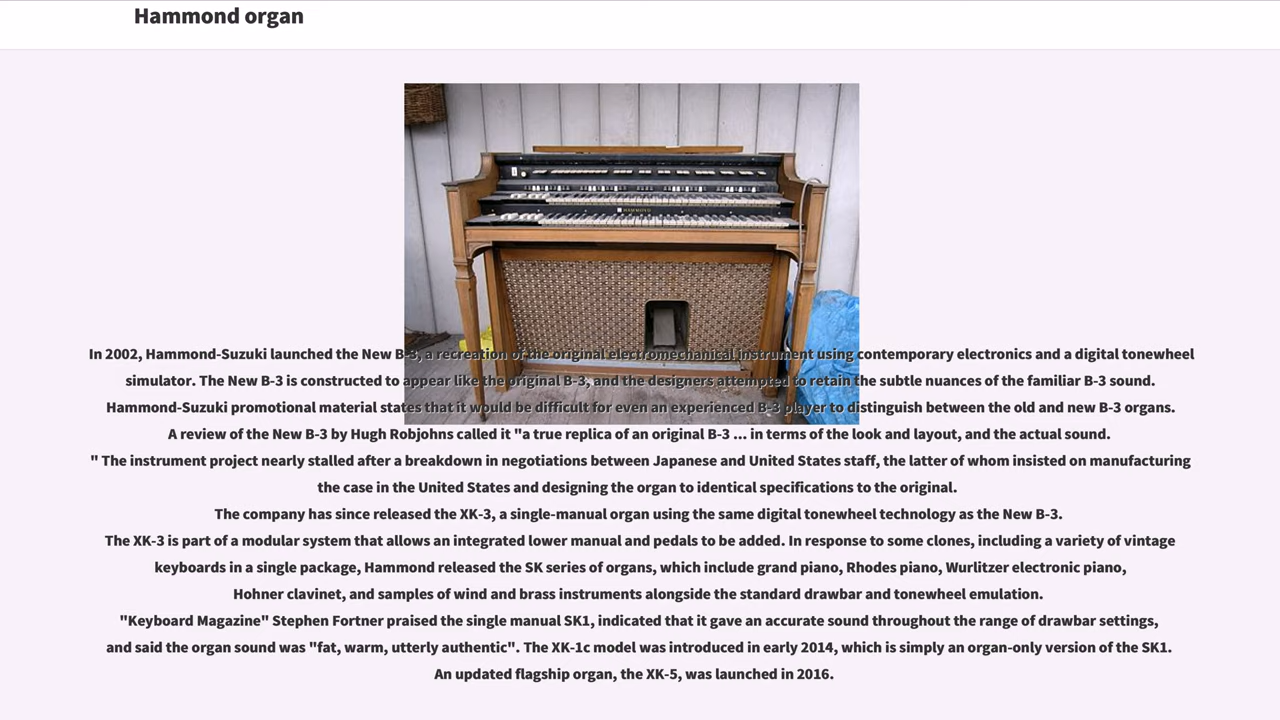 Hammond organ
HAMMOND
In 2002, Hammond-Suzuki launched the New B-3, a recreation of the original electromechanical instrument using contemporary electronics and a digital tonewheel
simulator. The New B-3 is constructed to appear like the original B-3, and the designers attempted to retain the subtle nuances of the familiar B-3 sound.
Hammond-Suzuki promotional material states that it would be difficult for even an experienced B-3 player to distinguish between the old and new B-3 organs.
A review of the New B-3 by Hugh Robjohns called it "a true replica of an original B-3 ... in terms of the look and layout, and the actual sound.
" The instrument project nearly stalled after a breakdown in negotiations between Japanese and United States staff, the latter of whom insisted on manufacturing
the case in the United States and designing the organ to identical specifications to the original.
The company has since released the XK-3, a single-manual organ using the same digital tonewheel technology as the New B-3.
The XK-3 is part of a modular system that allows an integrated lower manual and pedals to be added. In response to some clones, including a variety of vintage
keyboards in a single package, Hammond released the SK series of organs, which include grand piano, Rhodes piano, Wurlitzer electronic piano,
Hohner clavinet, and samples of wind and brass instruments alongside the standard drawbar and tonewheel emulation.
"Keyboard Magazine" Stephen Fortner praised the single manual SK1, indicated that it gave an accurate sound throughout the range of drawbar settings,
and said the organ sound was "fat, warm, utterly authentic". The XK-1c model was introduced in early 2014, which is simply an organ-only version of the SK1.
An updated flagship organ, the XK-5, was launched in 2016.